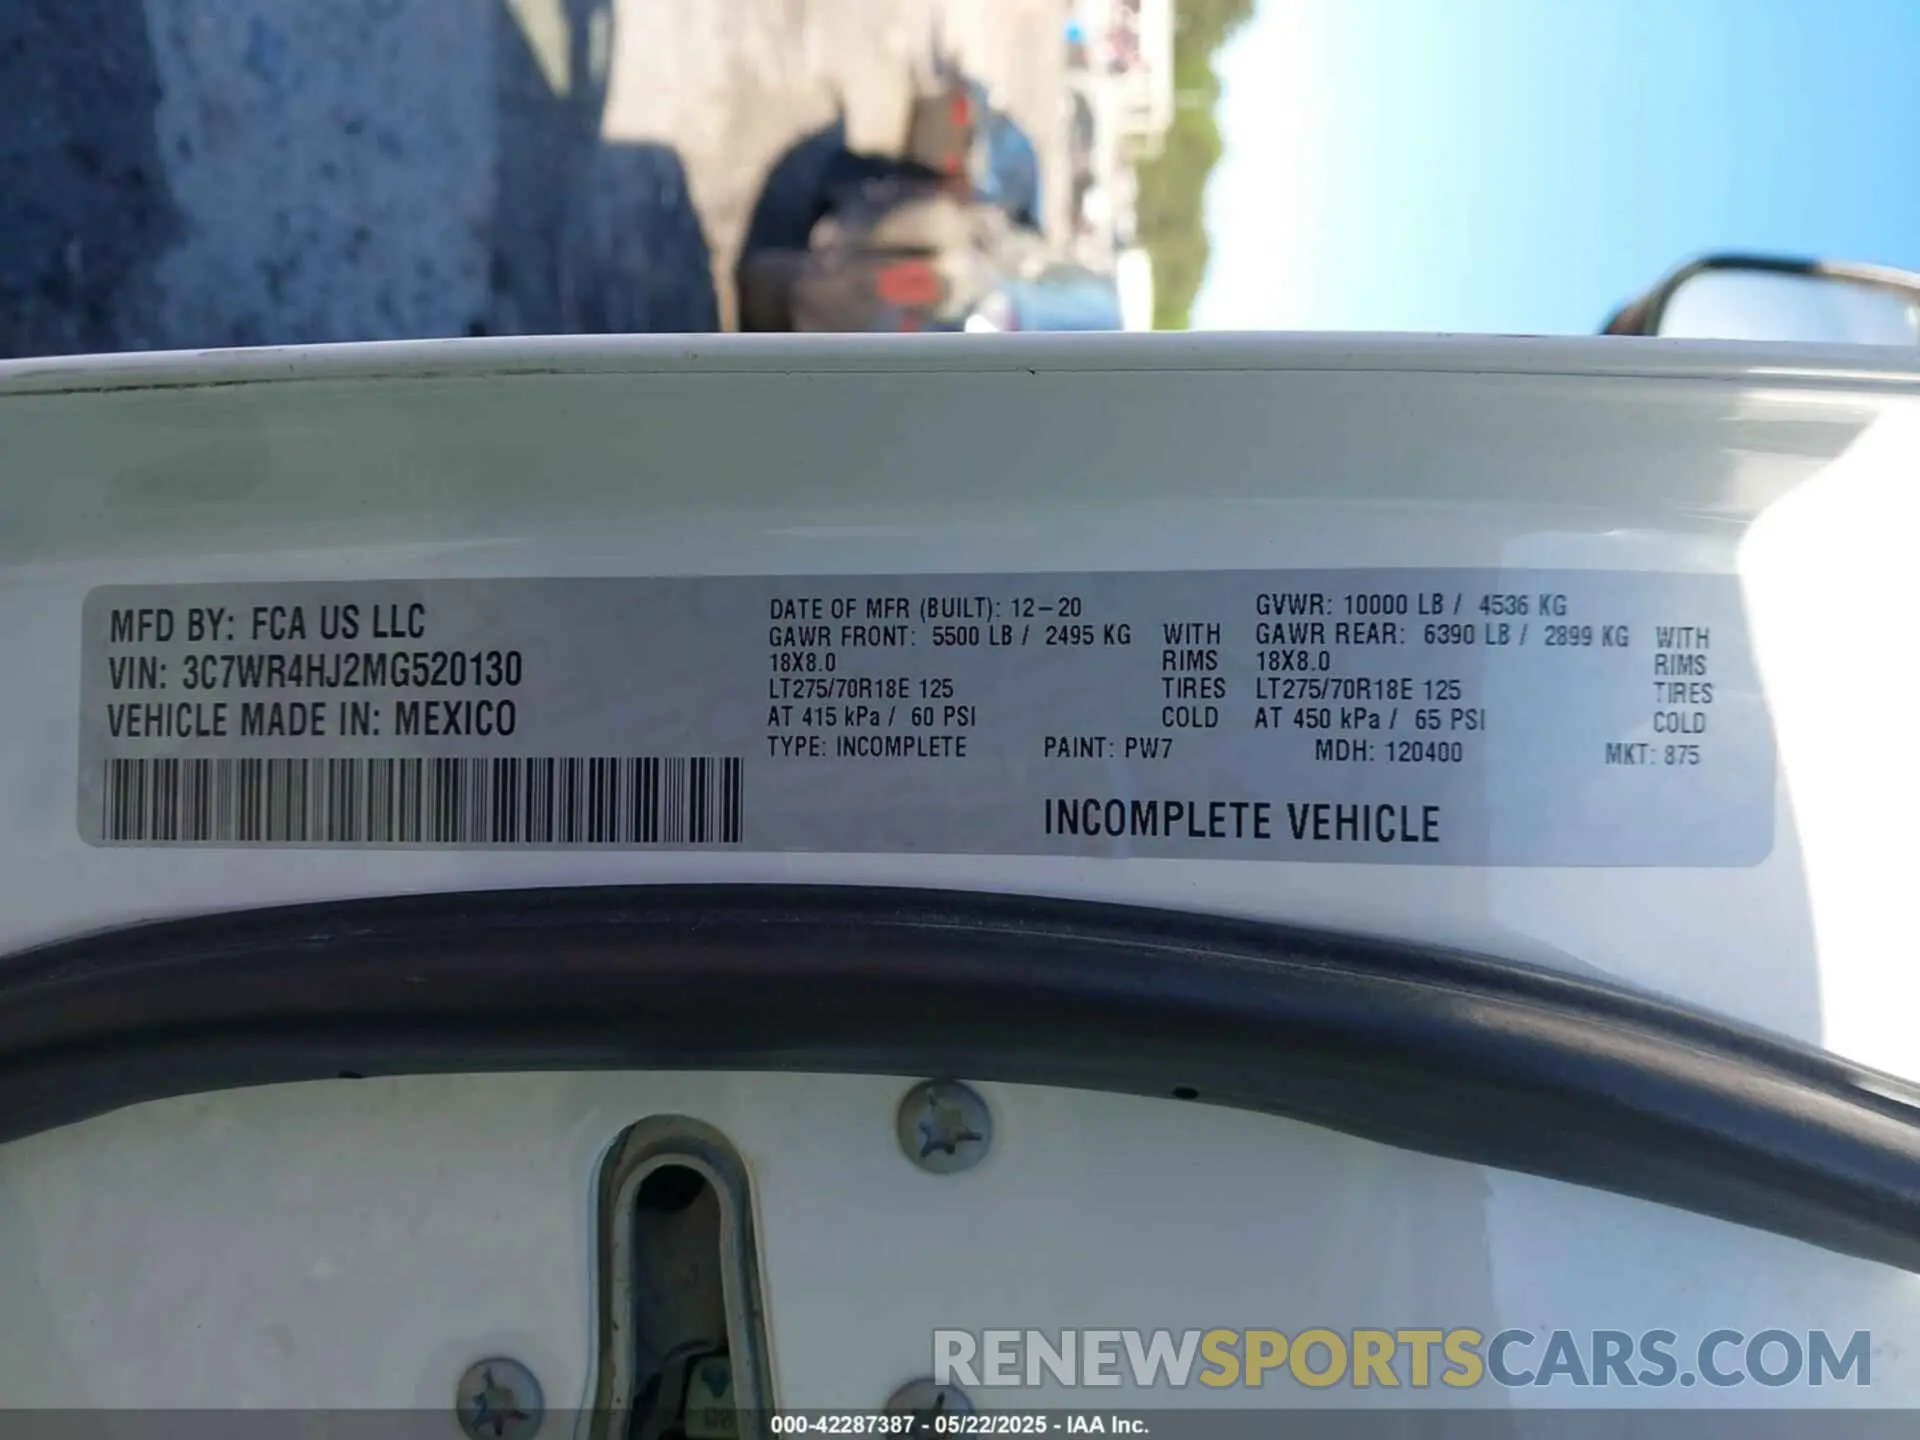 MFD BY: FCA US LLC
VIN: 3C7WR4HJ2MG520130
VEHICLE MADE IN: MEXICO
DATE OF MFR (BUILT): 12-20
GAWR FRONT: 5500 LB / 2495 KG WITH
18X8.0 RIMS
LT275/70R18E 125 TIRES
AT 415 kPa / 60 PSI COLD
TYPE: INCOMPLETE PAINT: PW7
GVWR: 10000 LB / 4536 KG
GAWR REAR: 6390 LB / 2899 KG WITH
18X8.0 RIMS
LT275/70R18E 125 TIRES
AT 450 kPa / 65 PSI COLD
MDH: 120400 MKT: 875
INCOMPLETE VEHICLE
RENEWSPORTSCARS.COM
000-42287387 - 05/22/2025 - IAA Inc.